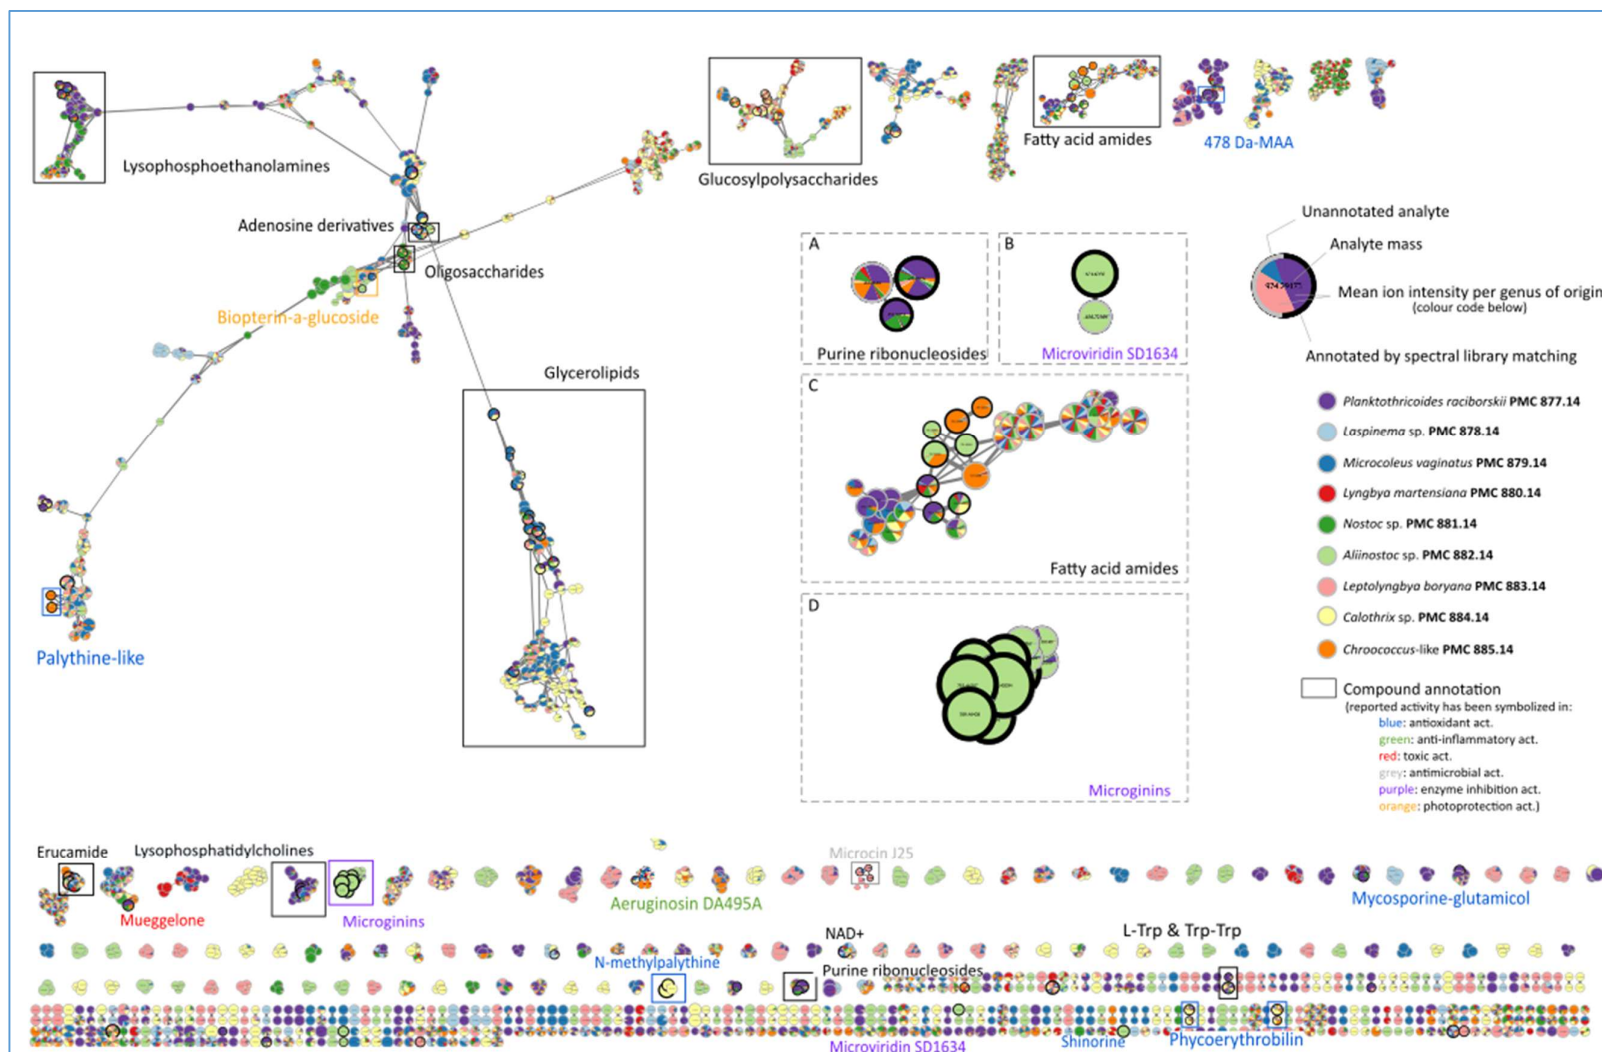 Lysophosphoethanolamines
Adenosine derivatives
Oligosaccharides
Biopterin-a-glucoside
Glycerolipids
Palythine-like
Glucosylpolysaccharides
Fatty acid amides
478 Da-MAA
Unannotated analyte
Analyte mass
Mean ion intensity per genus of origin
(colour code below)
Annotated by spectral library matching
A
Purine ribonucleosides
B
Microviridin SD1634
C
Fatty acid amides
D
Microginins
Planktothricoides raciborskii PMC 877.14
Laspinema sp. PMC 878.14
Microcoleus vaginatus PMC 879.14
Lyngbya martensiana PMC 880.14
Nostoc sp. PMC 881.14
Aliinostoc sp. PMC 882.14
Leptolyngbya boryana PMC 883.14
Calothrix sp. PMC 884.14
Chroococcus-like PMC 885.14
Compound annotation
(reported activity has been symbolized in:
blue: antioxidant act.
green: anti-inflammatory act.
red: toxic act.
grey: antimicrobial act.
purple: enzyme inhibition act.
orange: photoprotection act.)
Erucamide
Lysophosphatidylcholines
Microcin J25
Mueggelone
Microginins
Aeruginosin DA495A
Mycosporine-glutamicol
NAD+
L-Trp & Trp-Trp
N-methylpalythine
Purine ribonucleosides
Microviridin SD1634
Shinorine
Phycoerythrobilin